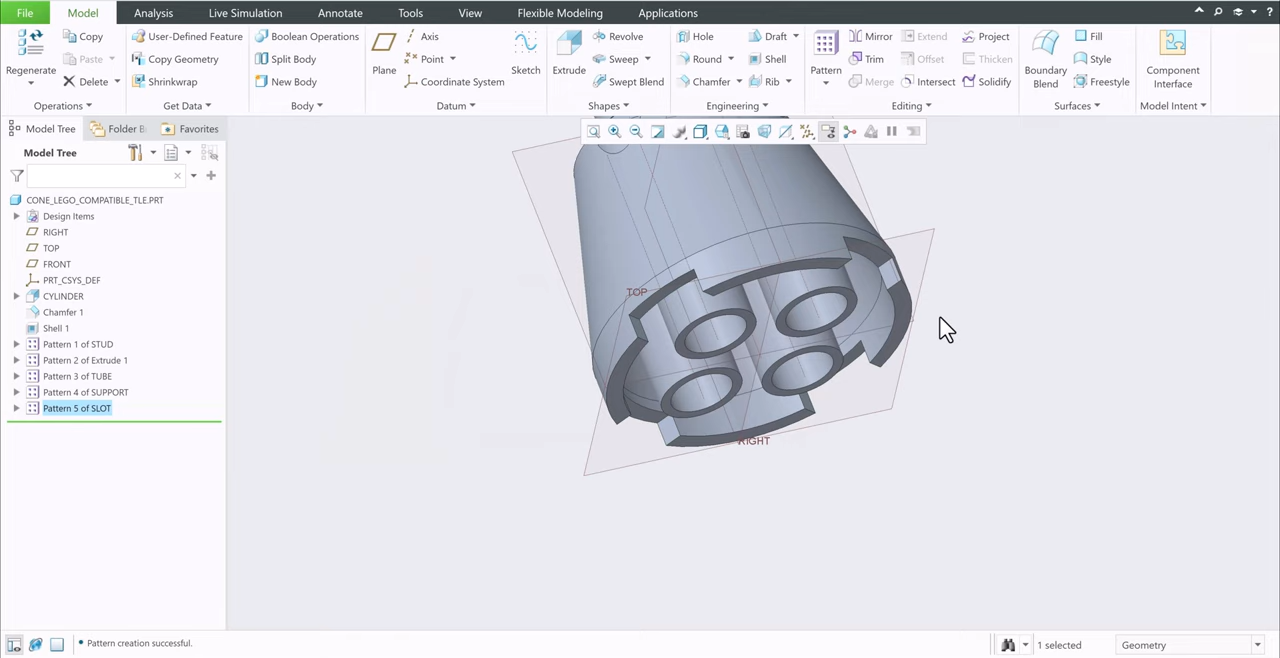 File Model Analysis Live Simulation Annotate Tools View Flexible Modeling Applications
Regenerate
Copy
Paste
Delete
Operations
User-Defined Feature
Copy Geometry
Shrinkwrap
Get Data
Boolean Operations
Split Body
New Body
Body
Plane
Axis
Point
Coordinate System
Sketch
Datum
Extrude
Revolve
Sweep
Swept Blend
Shapes
Hole
Round
Chamfer
Draft
Shell
Rib
Engineering
Pattern
Mirror
Trim
Merge
Extend
Offset
Intersect
Project
Thicken
Solidify
Editing
Boundary
Blend
Fill
Style
Freestyle
Surfaces
Component
Interface
Model Intent
Model Tree Folder B Favorites
Model Tree
CONE_LEGO_COMPATIBLE_TLE.PRT
Design Items
RIGHT
TOP
FRONT
PRT_CSYS_DEF
CYLINDER
Chamfer 1
Shell 1
Pattern 1 of STUD
Pattern 2 of Extrude 1
Pattern 3 of TUBE
Pattern 4 of SUPPORT
Pattern 5 of SLOT
TOP
RIGHT
• Pattern creation successful.
1 selected
Geometry